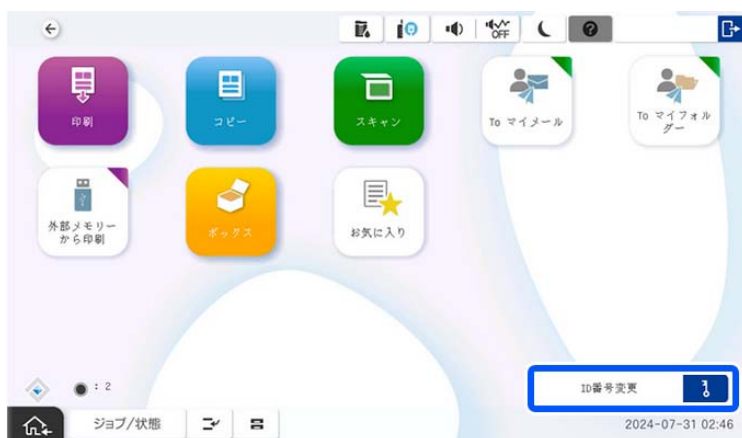 OFF
?
印刷
コピー
スキャン
To マイメール
To マイフォル
ダー
外部メモリー
から印刷
ボックス
お気に入り
: 2
ID番号変更
ジョブ/状態
2024-07-31 02:46